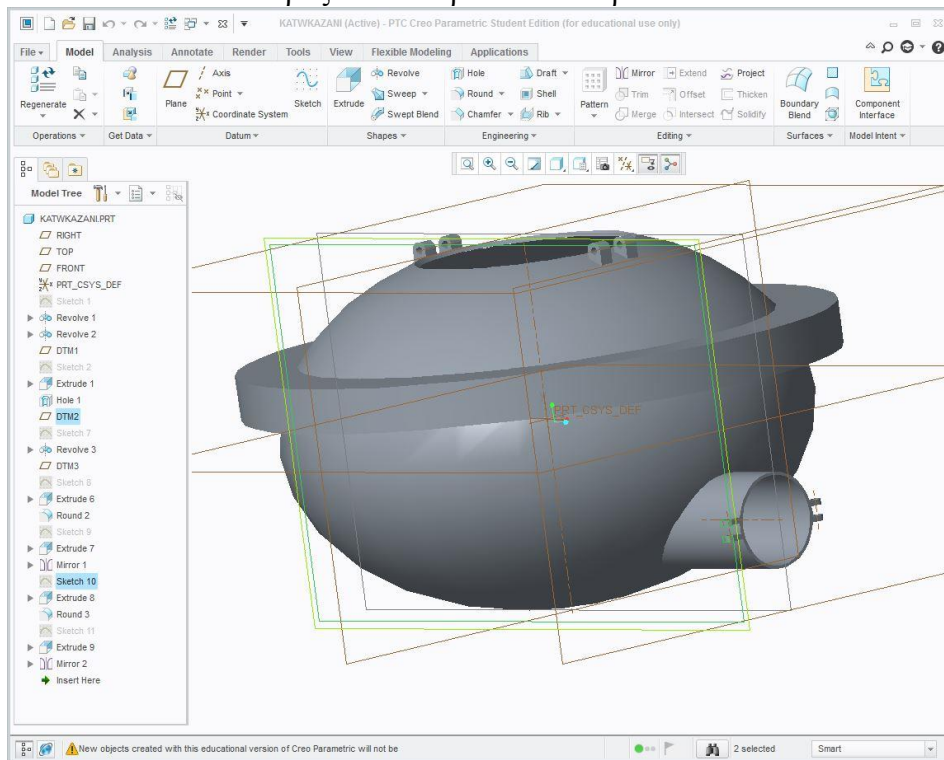 KATWKAZANI (Active) - PTC Creo Parametric Student Edition (for educational use only)
File Model Analysis Annotate Render Tools View Flexible Modeling Applications
Regenerate
Operations
Get Data
Plane
Axis
Point
Coordinate System
Sketch
Datum
Extrude
Revolve
Sweep
Swept Blend
Shapes
Hole
Round
Chamfer
Draft
Shell
Rib
Engineering
Pattern
Mirror
Extend
Project
Trim
Offset
Thicken
Merge
Intersect
Solidify
Editing
Boundary
Blend
Surfaces
Component
Interface
Model Intent
Model Tree
KATWKAZANI.PRT
RIGHT
TOP
FRONT
PRT_CSYS_DEF
Sketch 1
Revolve 1
Revolve 2
DTM1
Sketch 2
Extrude 1
Hole 1
DTM2
Sketch 7
Revolve 3
DTM3
Sketch 8
Extrude 6
Round 2
Sketch 9
Extrude 7
Mirror 1
Sketch 10
Extrude 8
Round 3
Sketch 11
Extrude 9
Mirror 2
Insert Here
PRT_CSYS_DEF
New objects created with this educational version of Creo Parametric will not be
2 selected
Smart